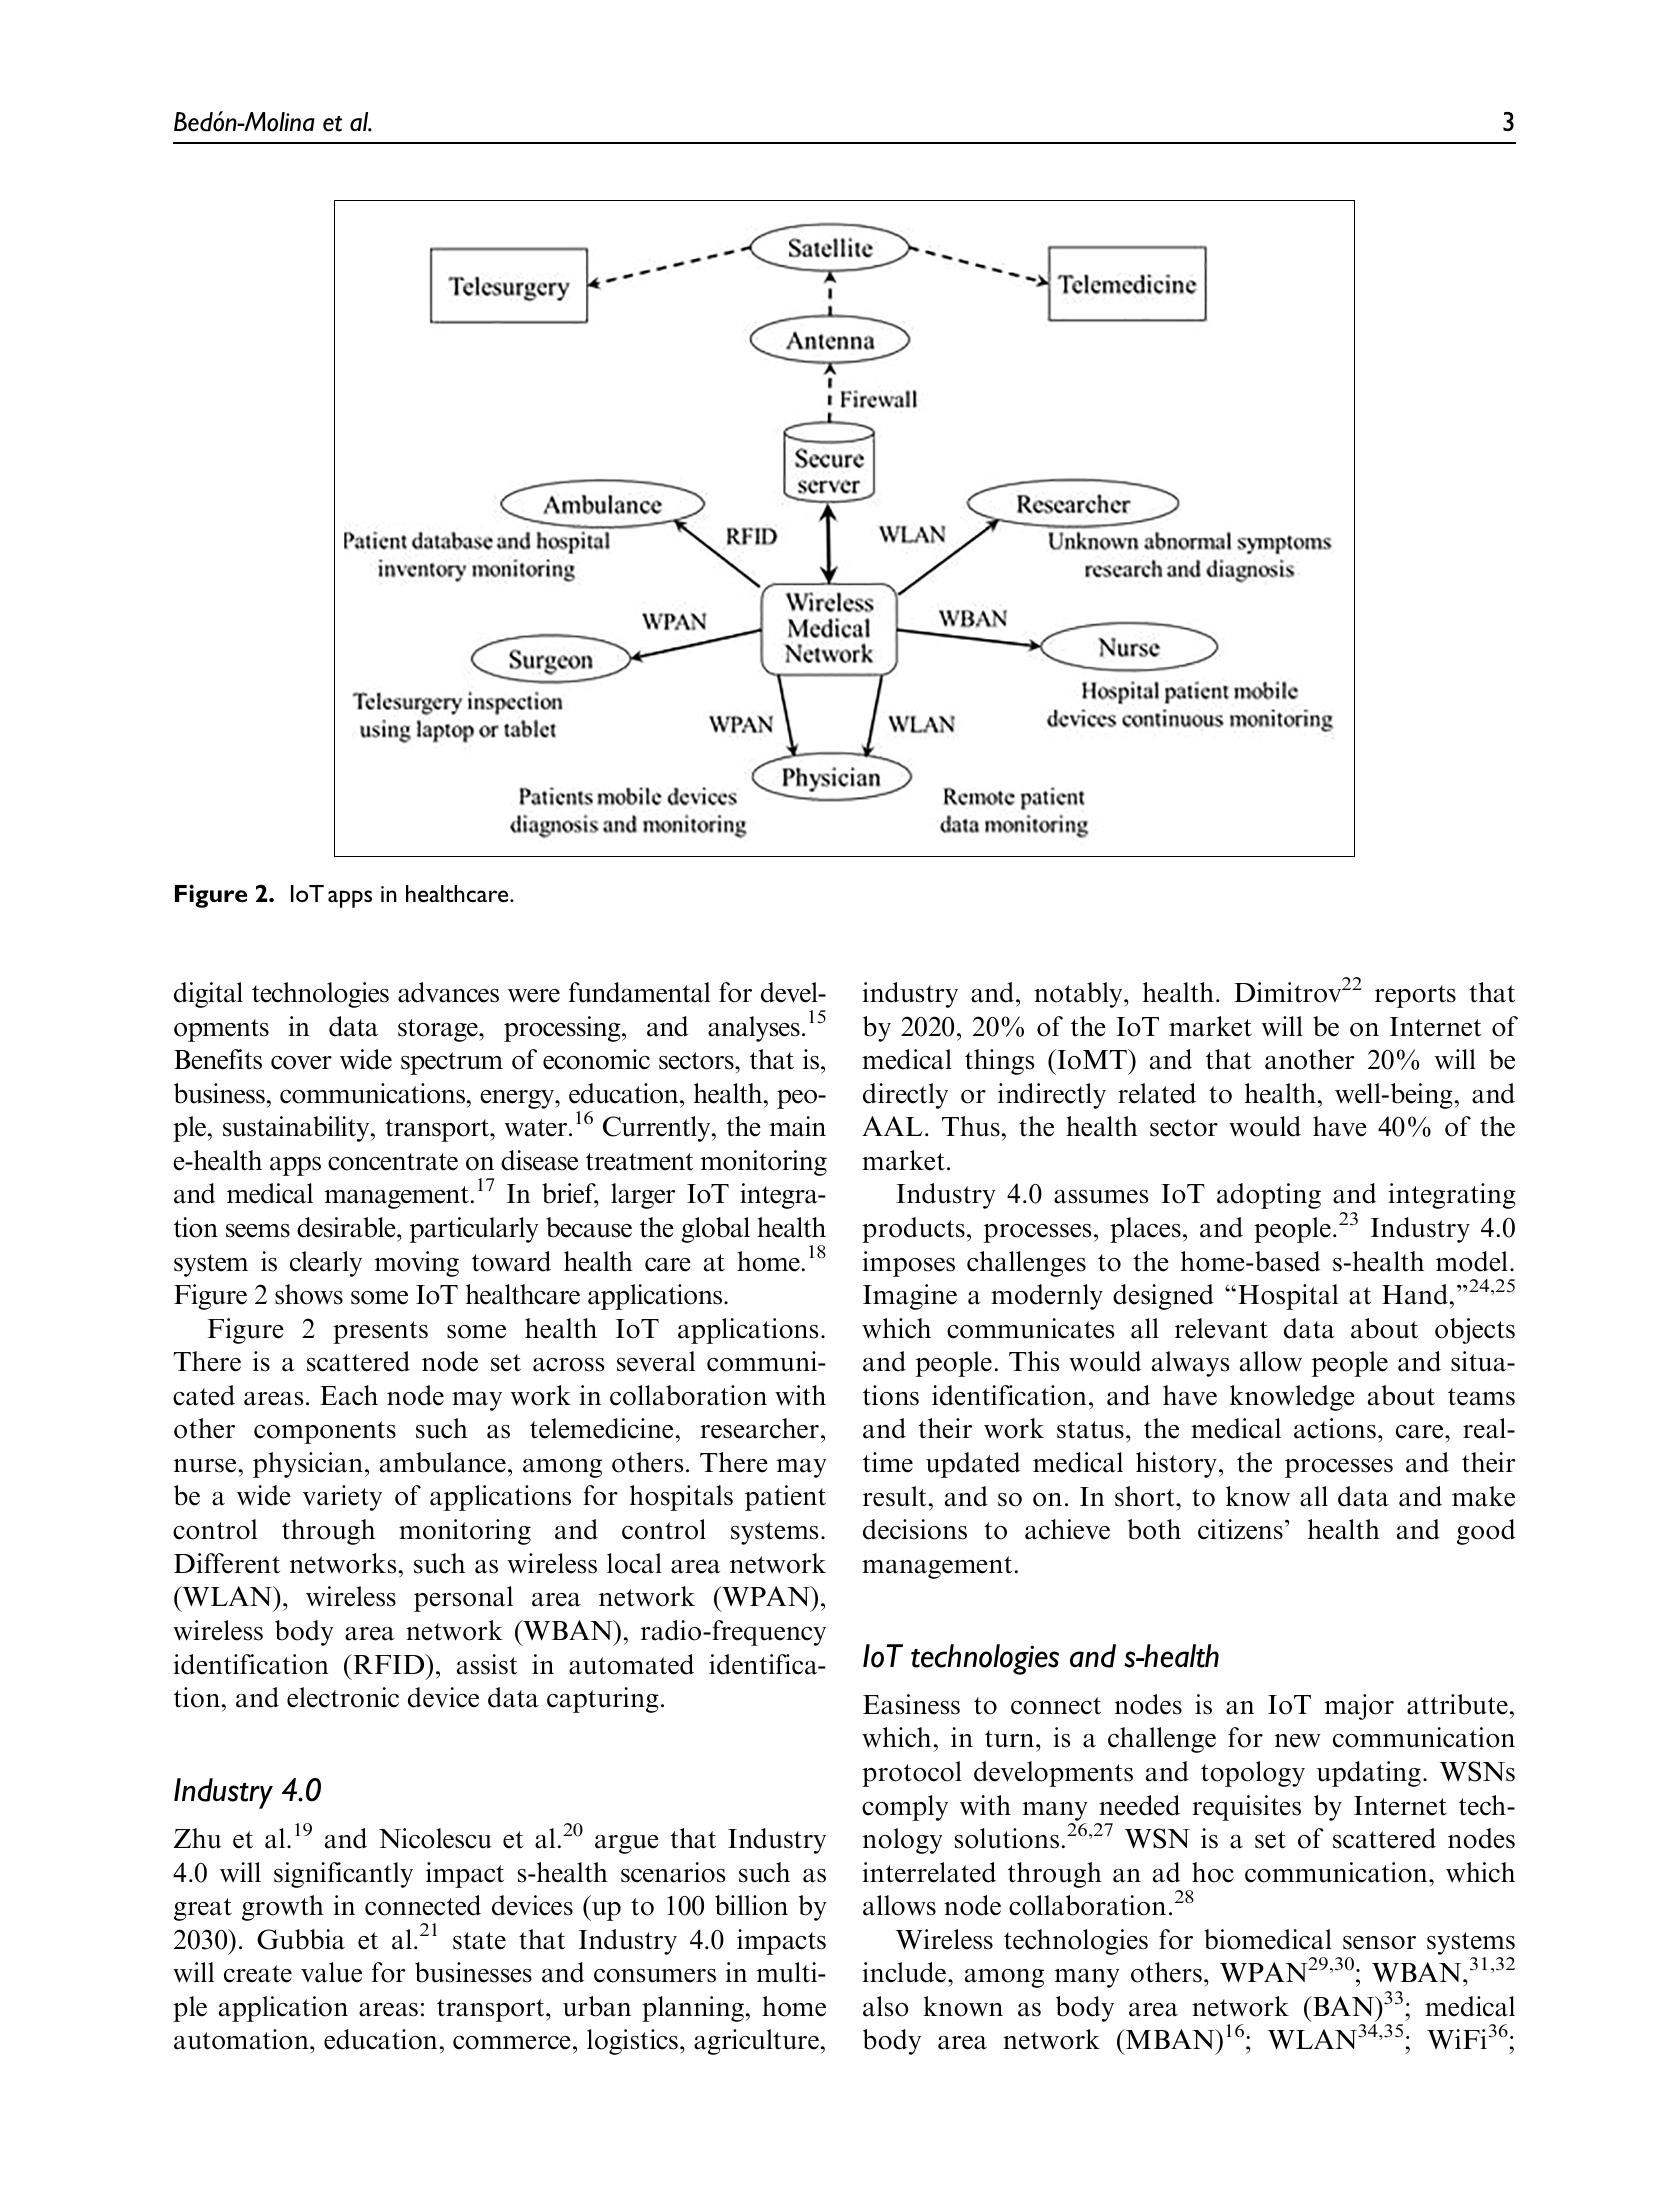 Bedón-Molina et al.
3
Satellite
Telesurgery
Telemedicine
Antenna
Firewall
Secure
server
Ambulance
Researcher
RFID
WLAN
Patient database and hospital
inventory monitoring
Unknown abnormal symptoms
research and diagnosis
Wireless
Medical
Network
WPAN
WBAN
Surgeon
Nurse
Telesurgery inspection
using laptop or tablet
Hospital patient mobile
devices continuous monitoring
WPAN
WLAN
Physician
Patients mobile devices
diagnosis and monitoring
Remote patient
data monitoring
Figure 2. IoT apps in healthcare.
digital technologies advances were fundamental for devel-
opments in data storage, processing, and analyses.15
Benefits cover wide spectrum of economic sectors, that is,
business, communications, energy, education, health, peo-
ple, sustainability, transport, water.16 Currently, the main
e-health apps concentrate on disease treatment monitoring
and medical management.17 In brief, larger IoT integra-
tion seems desirable, particularly because the global health
system is clearly moving toward health care at home.18
Figure 2 shows some IoT healthcare applications.
Figure 2 presents some health IoT applications.
There is a scattered node set across several communi-
cated areas. Each node may work in collaboration with
other components such as telemedicine, researcher,
nurse, physician, ambulance, among others. There may
be a wide variety of applications for hospitals patient
control through monitoring and control systems.
Different networks, such as wireless local area network
(WLAN), wireless personal area network (WPAN),
wireless body area network (WBAN), radio-frequency
identification (RFID), assist in automated identifica-
tion, and electronic device data capturing.
Industry 4.0
Zhu et al.19 and Nicolescu et al.20 argue that Industry
4.0 will significantly impact s-health scenarios such as
great growth in connected devices (up to 100 billion by
2030). Gubbia et al.21 state that Industry 4.0 impacts
will create value for businesses and consumers in multi-
ple application areas: transport, urban planning, home
automation, education, commerce, logistics, agriculture,
industry and, notably, health. Dimitrov22 reports that
by 2020, 20% of the IoT market will be on Internet of
medical things (IoMT) and that another 20% will be
directly or indirectly related to health, well-being, and
AAL. Thus, the health sector would have 40% of the
market.
Industry 4.0 assumes IoT adopting and integrating
products, processes, places, and people.23 Industry 4.0
imposes challenges to the home-based s-health model.
Imagine a modernly designed “Hospital at Hand,”24,25
which communicates all relevant data about objects
and people. This would always allow people and situa-
tions identification, and have knowledge about teams
and their work status, the medical actions, care, real-
time updated medical history, the processes and their
result, and so on. In short, to know all data and make
decisions to achieve both citizens’ health and good
management.
IoT technologies and s-health
Easiness to connect nodes is an IoT major attribute,
which, in turn, is a challenge for new communication
protocol developments and topology updating. WSNs
comply with many needed requisites by Internet tech-
nology solutions.26,27 WSN is a set of scattered nodes
interrelated through an ad hoc communication, which
allows node collaboration.28
Wireless technologies for biomedical sensor systems
include, among many others, WPAN29,30; WBAN,31,32
also known as body area network (BAN)33; medical
body area network (MBAN)16; WLAN34,35; WiFi36;